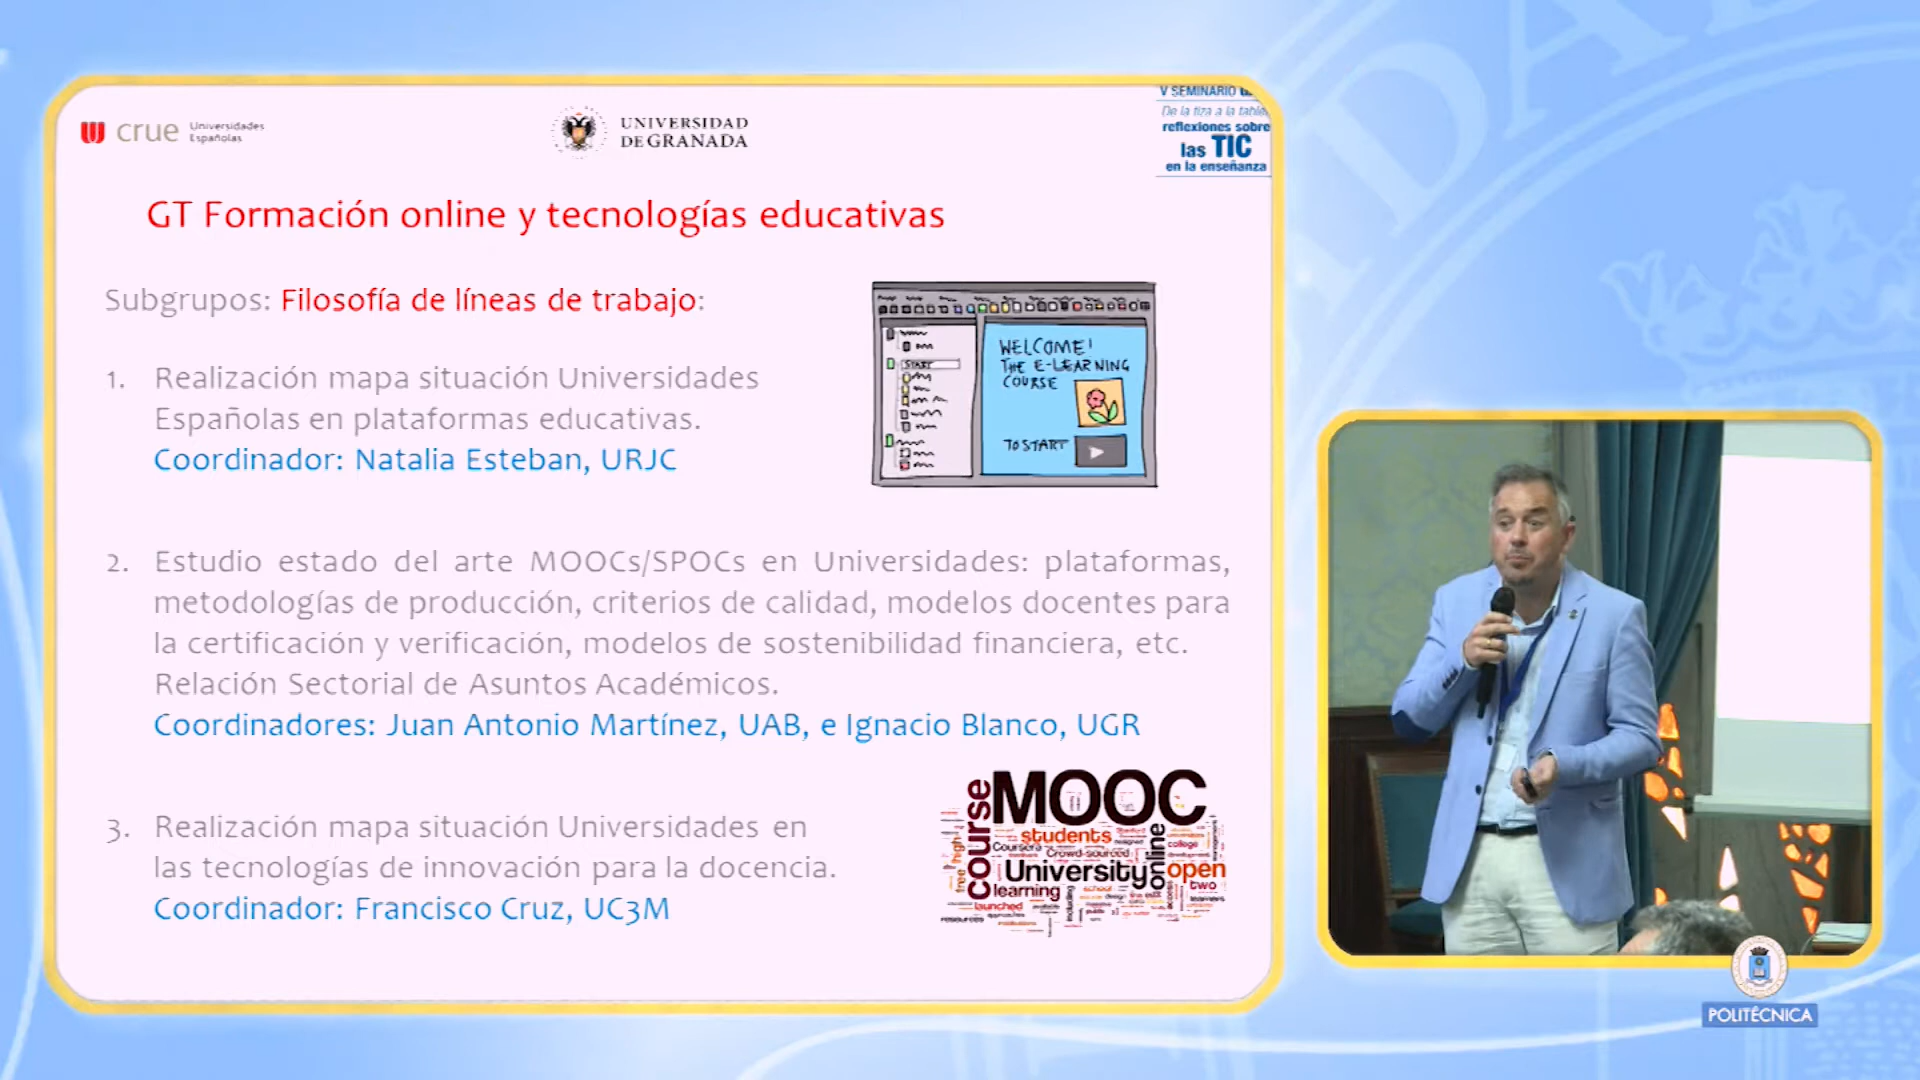 crue Universidades
Españolas
UNIVERSIDAD
DE GRANADA
V SEMINARIO
De la tiza a la tablet
reflexiones sobre
las TIC
en la enseñanza
GT Formación online y tecnologías educativas
Subgrupos: Filosofía de líneas de trabajo:
1. Realización mapa situación Universidades
Españolas en plataformas educativas.
Coordinador: Natalia Esteban, URJC
WELCOME!
THE E-LEARNING
COURSE
START
TO START
2. Estudio estado del arte MOOCs/SPOCs en Universidades: plataformas,
metodologías de producción, criterios de calidad, modelos docentes para
la certificación y verificación, modelos de sostenibilidad financiera, etc.
Relación Sectorial de Asuntos Académicos.
Coordinadores: Juan Antonio Martínez, UAB, e Ignacio Blanco, UGR
3. Realización mapa situación Universidades en
las tecnologías de innovación para la docencia.
Coordinador: Francisco Cruz, UC3M
MOOC
course
students
Coursera
Crowd-sourced
University
online
open
learning
two
launched
college
high
free
school
including
resources
POLITÉCNICA